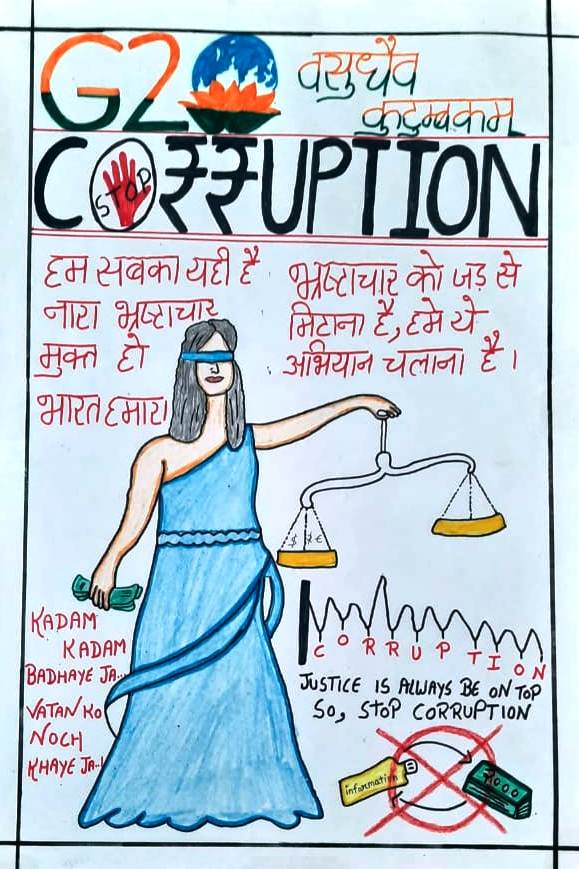 G20 वसुधैव
कुटुम्बकम्
CORRUPTION
STOP
हम सबका यही है
नारा भ्रष्टाचार
मुक्त हो
भारत हमारा।
भ्रष्टाचार को जड़ से
मिटाना है, हमे ये
अभियान चलाना है।
$ ₹ €
KADAM
KADAM
BADHAYE JA...
VATAN KO
NOCH
KHAYE JA..!
CORRUPTION
JUSTICE IS ALWAYS BE ON TOP
SO, STOP CORRUPTION
information